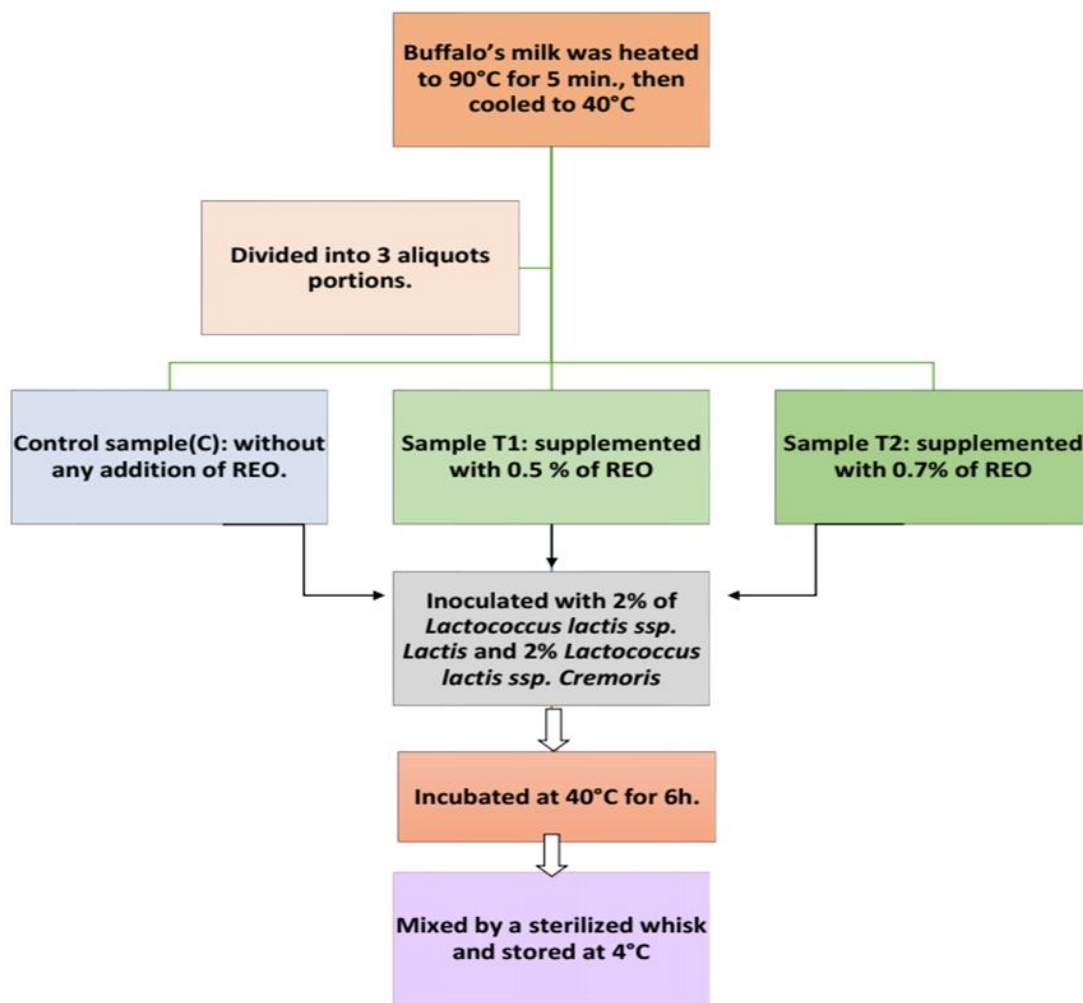 Buffalo’s milk was heated
to 90°C for 5 min., then
cooled to 40°C
Divided into 3 aliquots
portions.
Control sample(C): without
any addition of REO.
Sample T1: supplemented
with 0.5 % of REO
Sample T2: supplemented
with 0.7% of REO
Inoculated with 2% of
Lactococcus lactis ssp.
Lactis and 2% Lactococcus
lactis ssp. Cremoris
Incubated at 40°C for 6h.
Mixed by a sterilized whisk
and stored at 4°C